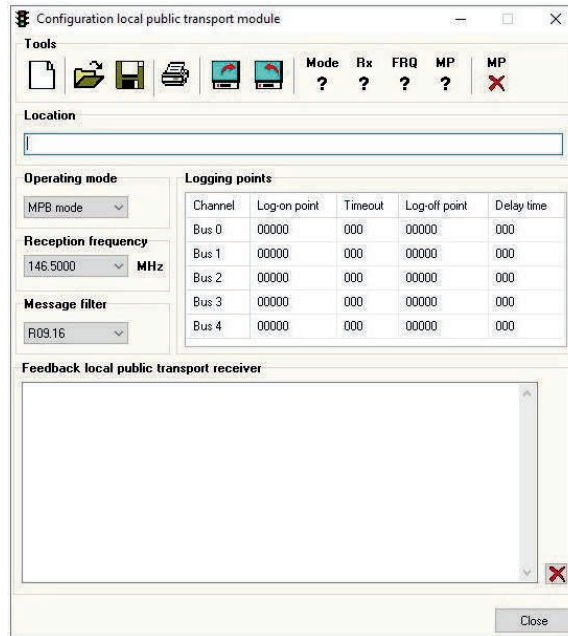 Configuration local public transport module
Tools
Mode Rx FRQ MP MP
? ? ? ?
Location
Operating mode
MPB mode
Reception frequency
146.5000 MHz
Message filter
R09.16
Logging points
Channel Log-on point Timeout Log-off point Delay time
Bus 0 00000 000 00000 000
Bus 1 00000 000 00000 000
Bus 2 00000 000 00000 000
Bus 3 00000 000 00000 000
Bus 4 00000 000 00000 000
Feedback local public transport receiver
Close